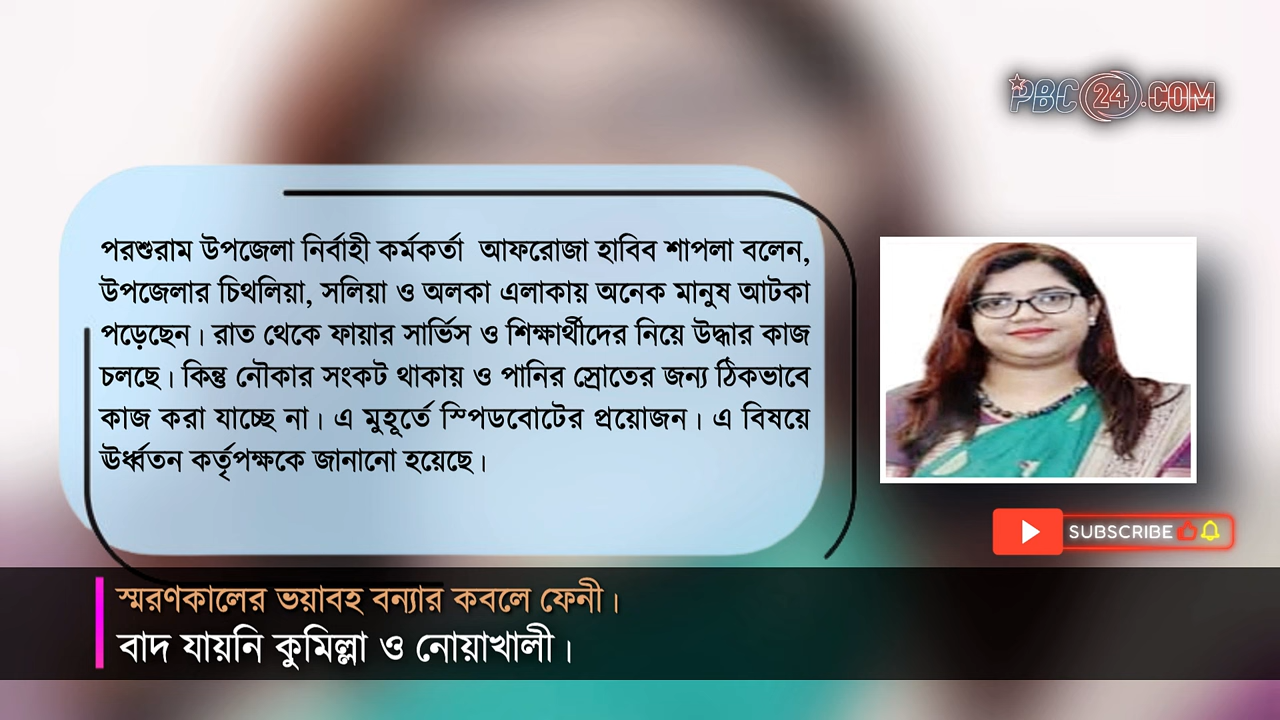 PBC24.COM
পরশুরাম উপজেলা নির্বাহী কর্মকর্তা আফরোজা হাবিব শাপলা বলেন,
উপজেলার চিথলিয়া, সলিয়া ও অলকা এলাকায় অনেক মানুষ আটকা
পড়েছেন। রাত থেকে ফায়ার সার্ভিস ও শিক্ষার্থীদের নিয়ে উদ্ধার কাজ
চলছে। কিন্তু নৌকার সংকট থাকায় ও পানির স্রোতের জন্য ঠিকভাবে
কাজ করা যাচ্ছে না। এ মুহূর্তে স্পিডবোটের প্রয়োজন। এ বিষয়ে
ঊর্ধ্বতন কর্তৃপক্ষকে জানানো হয়েছে।
SUBSCRIBE
স্মরণকালের ভয়াবহ বন্যার কবলে ফেনী।
বাদ যায়নি কুমিল্লা ও নোয়াখালী।